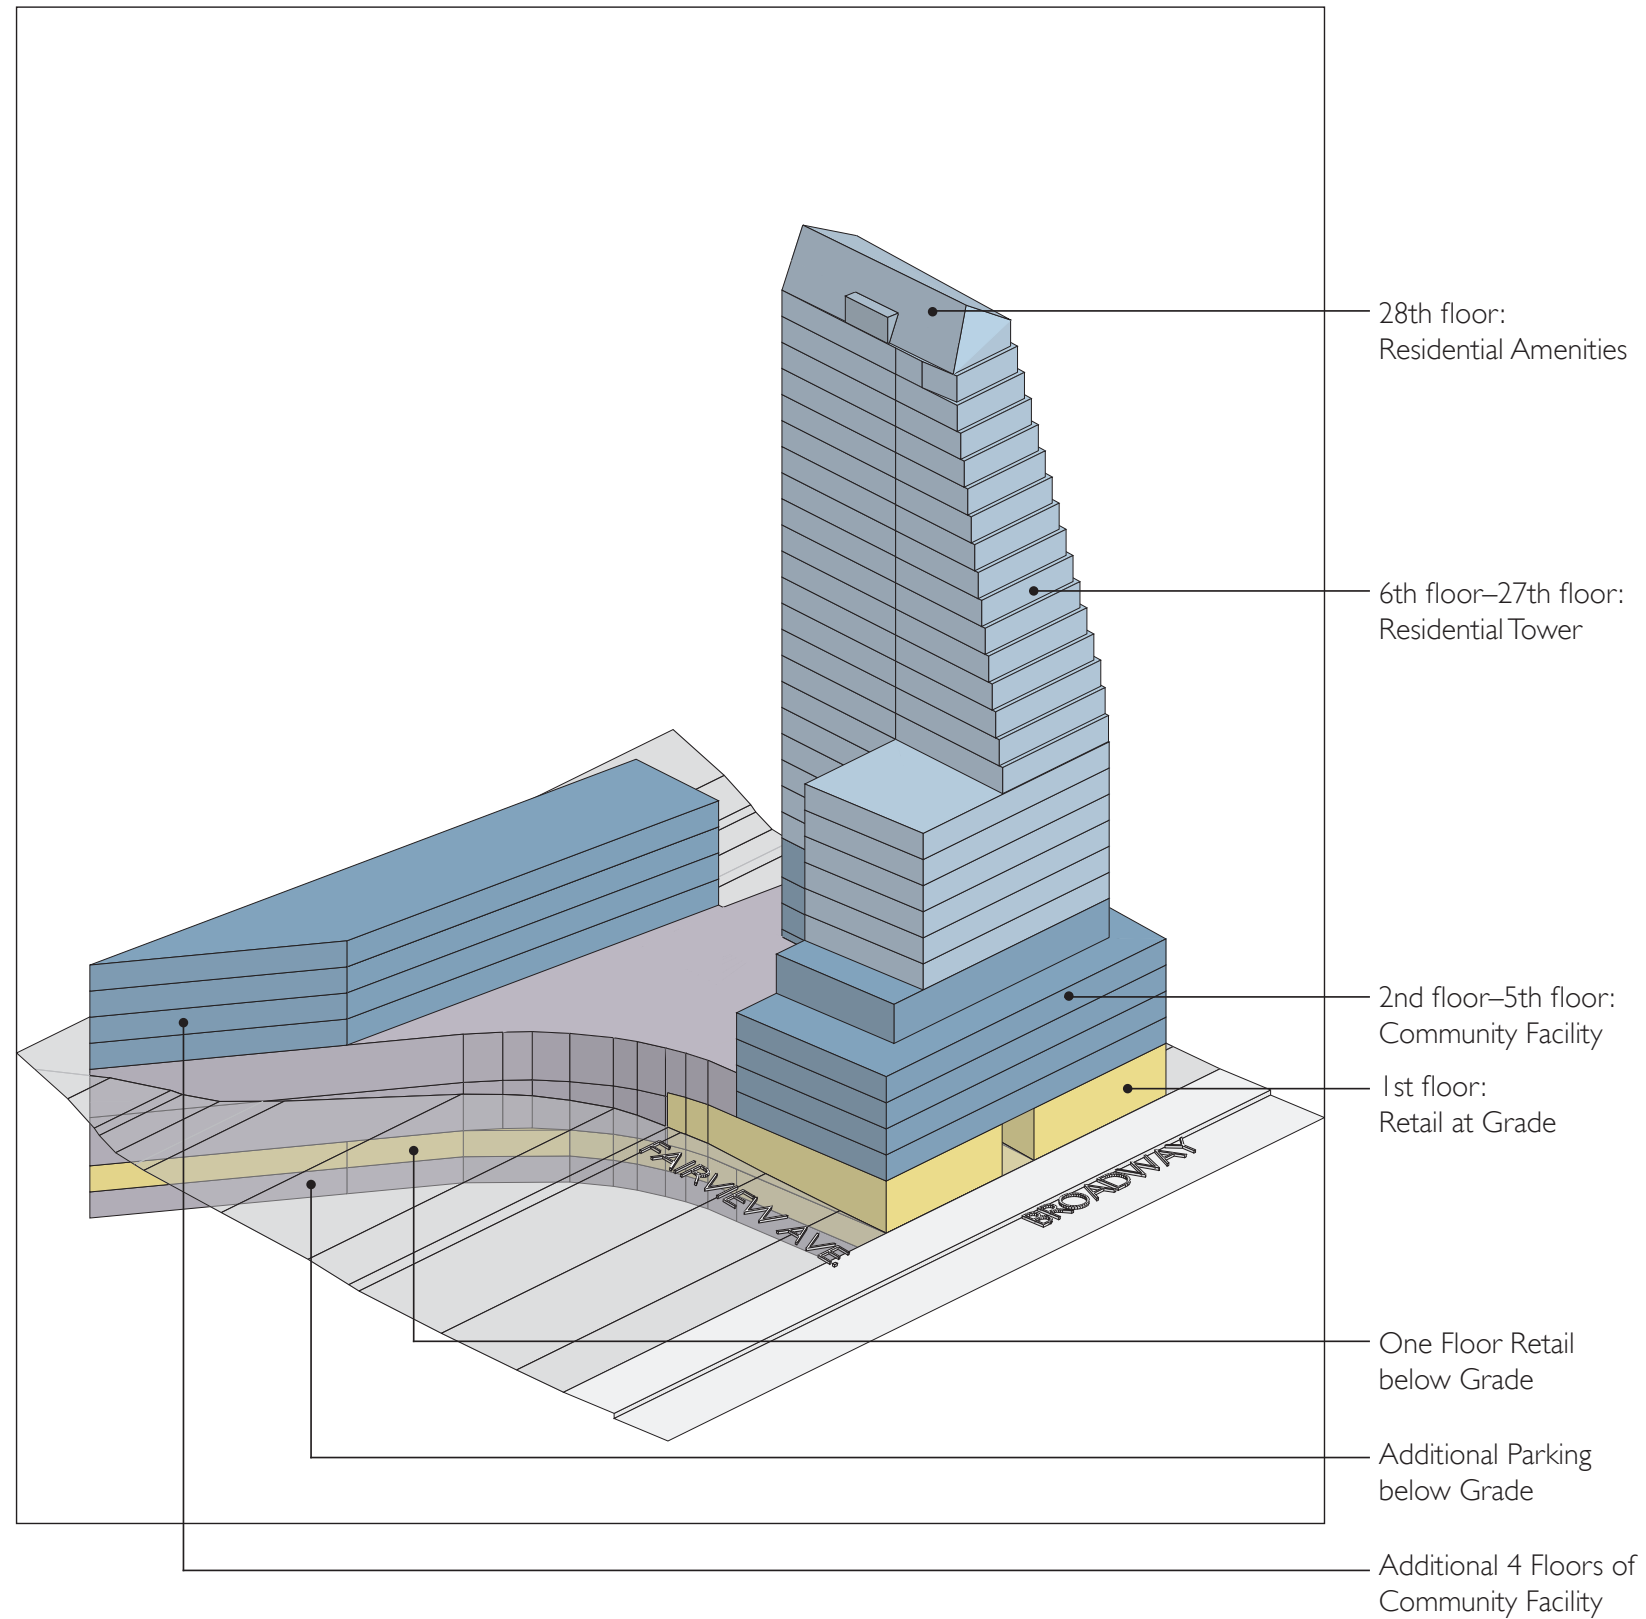 28th floor:
Residential Amenities
6th floor–27th floor:
Residential Tower
2nd floor–5th floor:
Community Facility
1st floor:
Retail at Grade
FAIRVIEW AVE.
BROADWAY
One Floor Retail
below Grade
Additional Parking
below Grade
Additional 4 Floors of
Community Facility